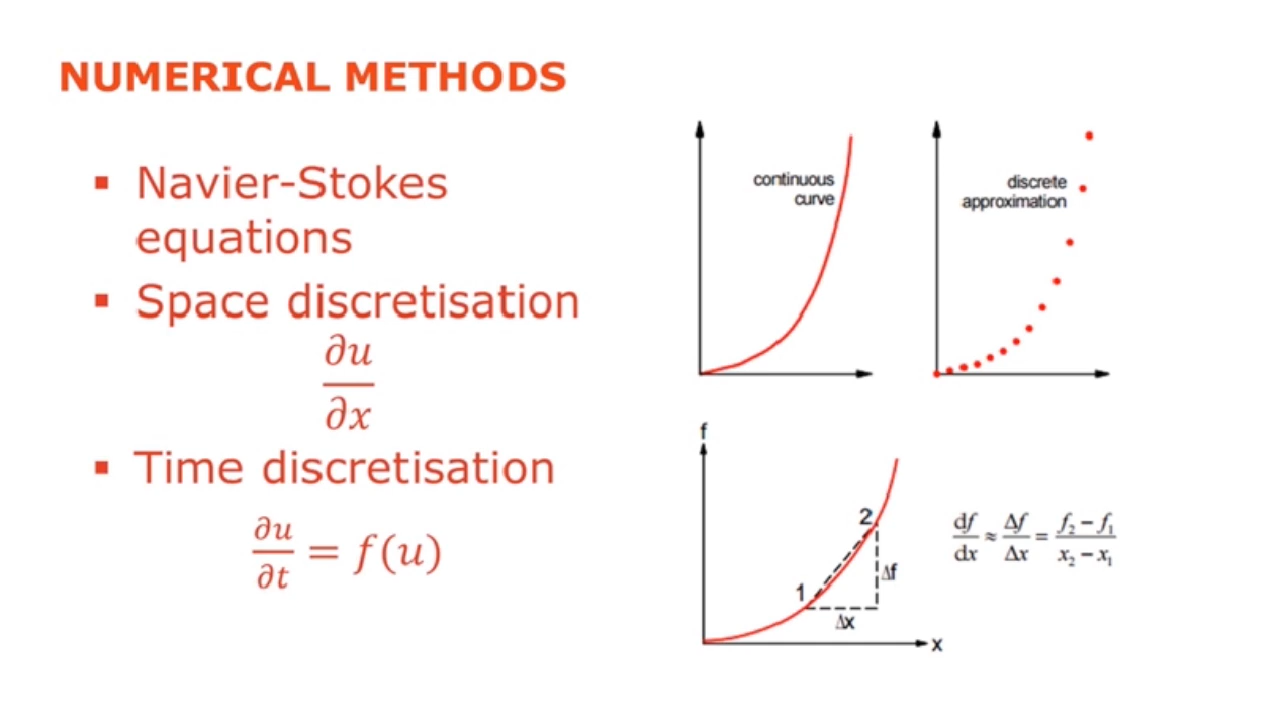 NUMERICAL METHODS
▪ Navier-Stokes
equations
▪ Space discretisation
∂u
∂x
▪ Time discretisation
∂u/∂t = f(u)
continuous
curve
discrete
approximation
f
2
1
Δf
Δx
x
df/dx ≈ Δf/Δx = (f₂ − f₁)/(x₂ − x₁)